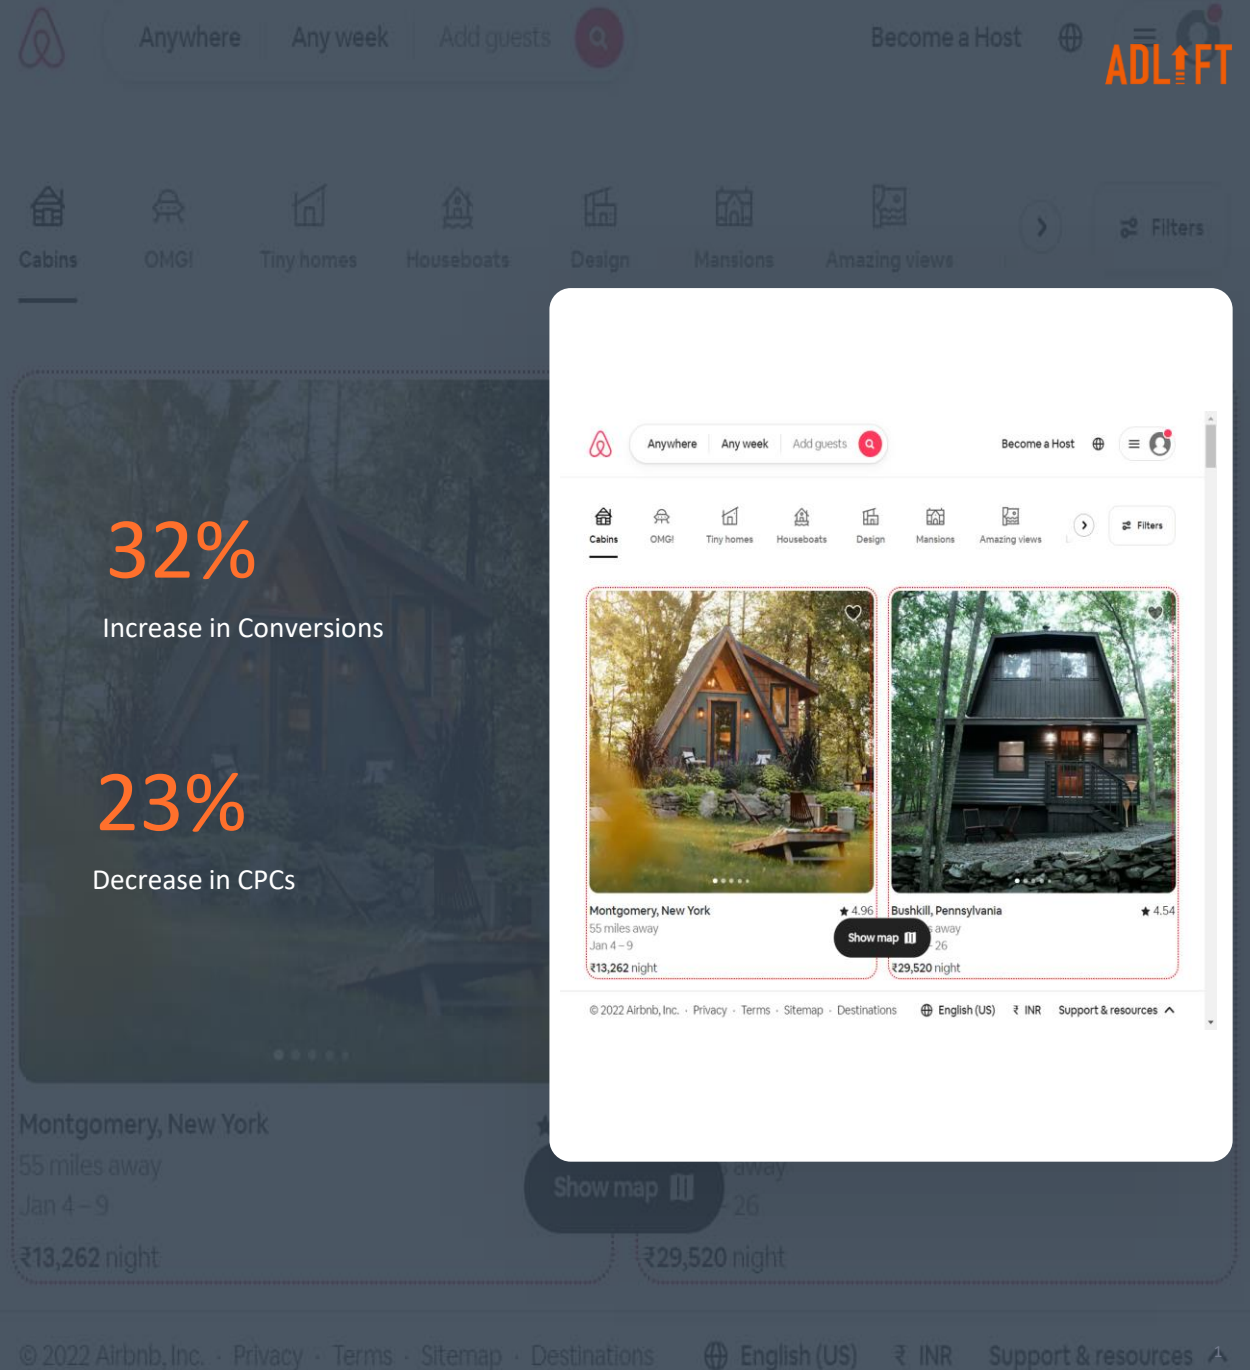 Anywhere Any week Add guests
Become a Host
ADLIFT
Cabins OMG! Tiny homes Houseboats Design Mansions Amazing views
Filters
32%
Increase in Conversions
23%
Decrease in CPCs
Anywhere Any week Add guests
Become a Host
Cabins OMG! Tiny homes Houseboats Design Mansions Amazing views
Filters
Montgomery, New York ★ 4.96
55 miles away
Jan 4 – 9
₹13,262 night
Bushkill, Pennsylvania ★ 4.54
away
- 26
₹29,520 night
Show map
© 2022 Airbnb, Inc. · Privacy · Terms · Sitemap · Destinations
English (US) ₹ INR Support & resources
Montgomery, New York
55 miles away
Jan 4 – 9
₹13,262 night
Show map
away
- 26
₹29,520 night
© 2022 Airbnb, Inc. · Privacy · Terms · Sitemap · Destinations
English (US) ₹ INR Support & resources
1